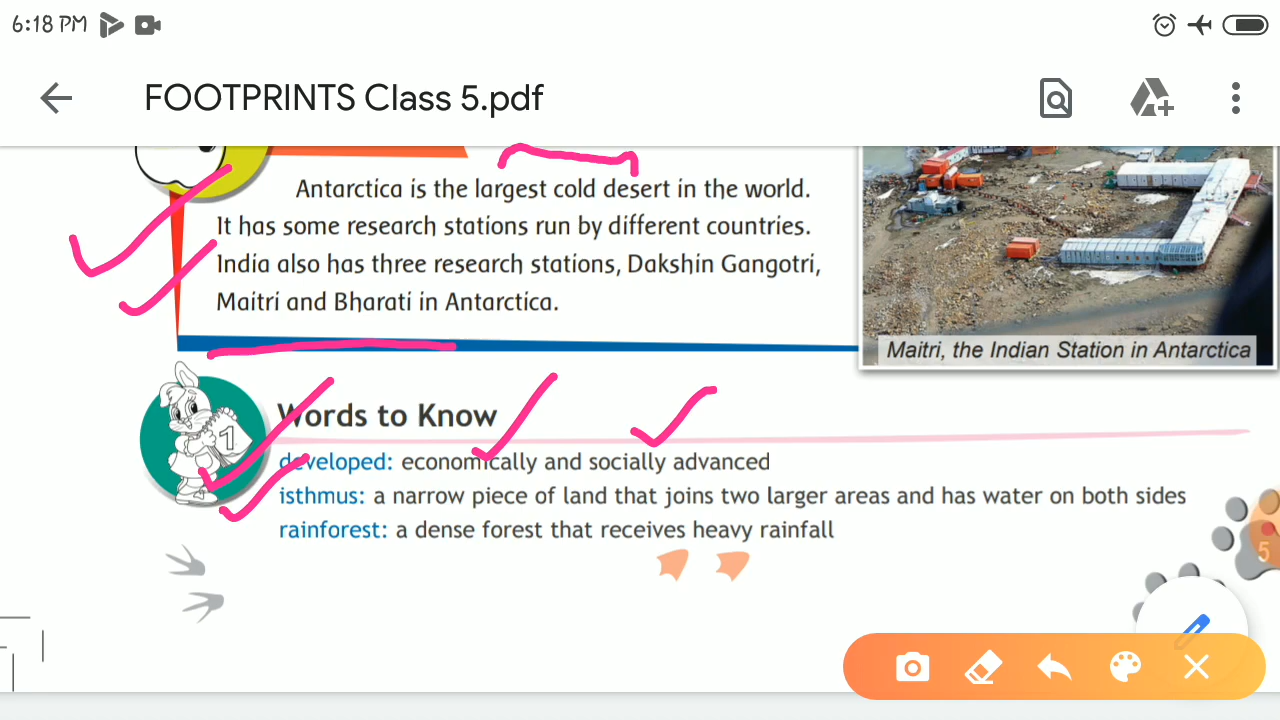 6:18 PM
FOOTPRINTS Class 5.pdf
Antarctica is the largest cold desert in the world.
It has some research stations run by different countries.
India also has three research stations, Dakshin Gangotri,
Maitri and Bharati in Antarctica.
Maitri, the Indian Station in Antarctica
1
Words to Know
developed: economically and socially advanced
isthmus: a narrow piece of land that joins two larger areas and has water on both sides
rainforest: a dense forest that receives heavy rainfall
5